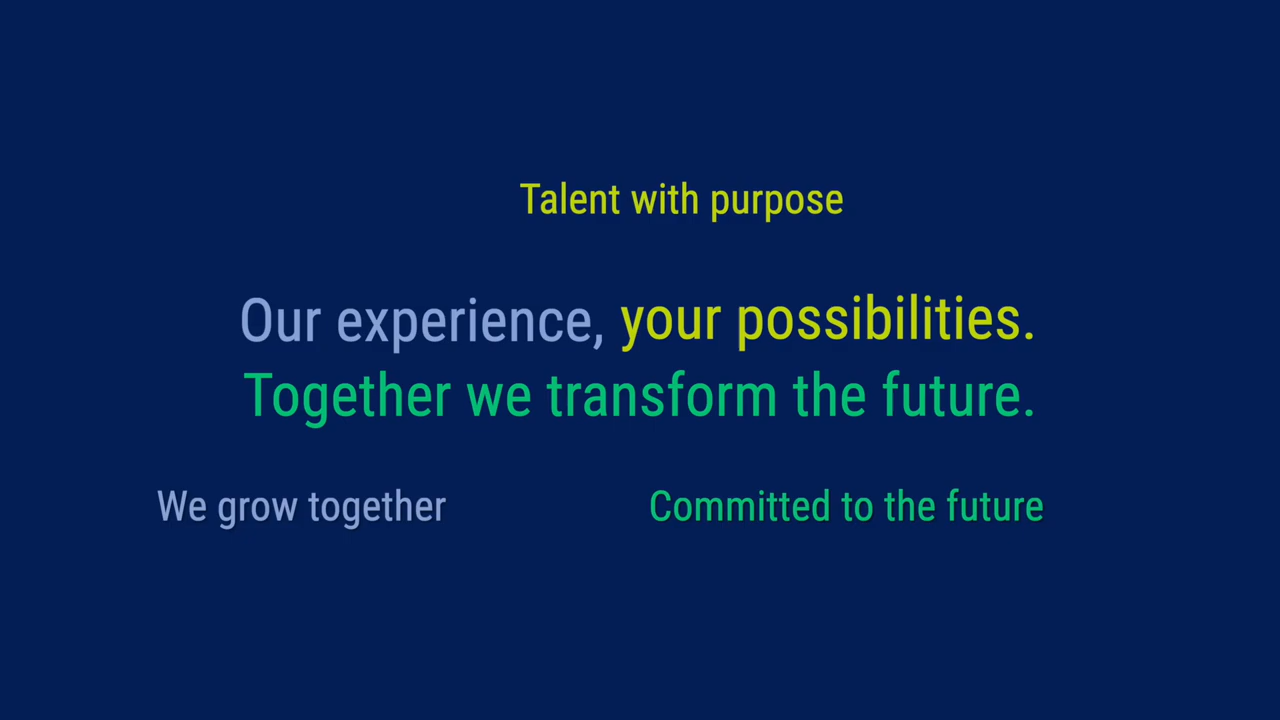 Talent with purpose
Our experience, your possibilities.
Together we transform the future.
We grow together
Committed to the future